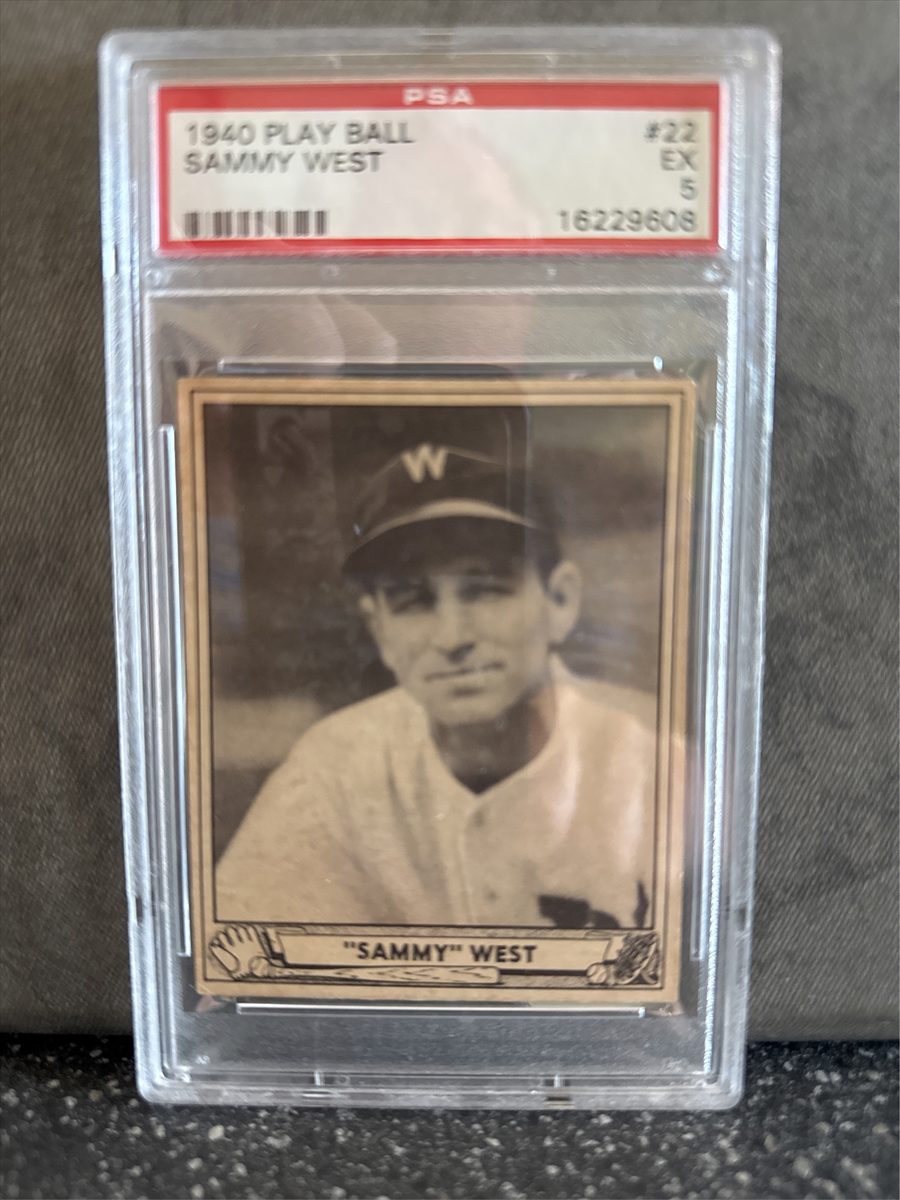 PSA
1940 PLAY BALL #22
SAMMY WEST EX
5
16229608
W
"SAMMY" WEST